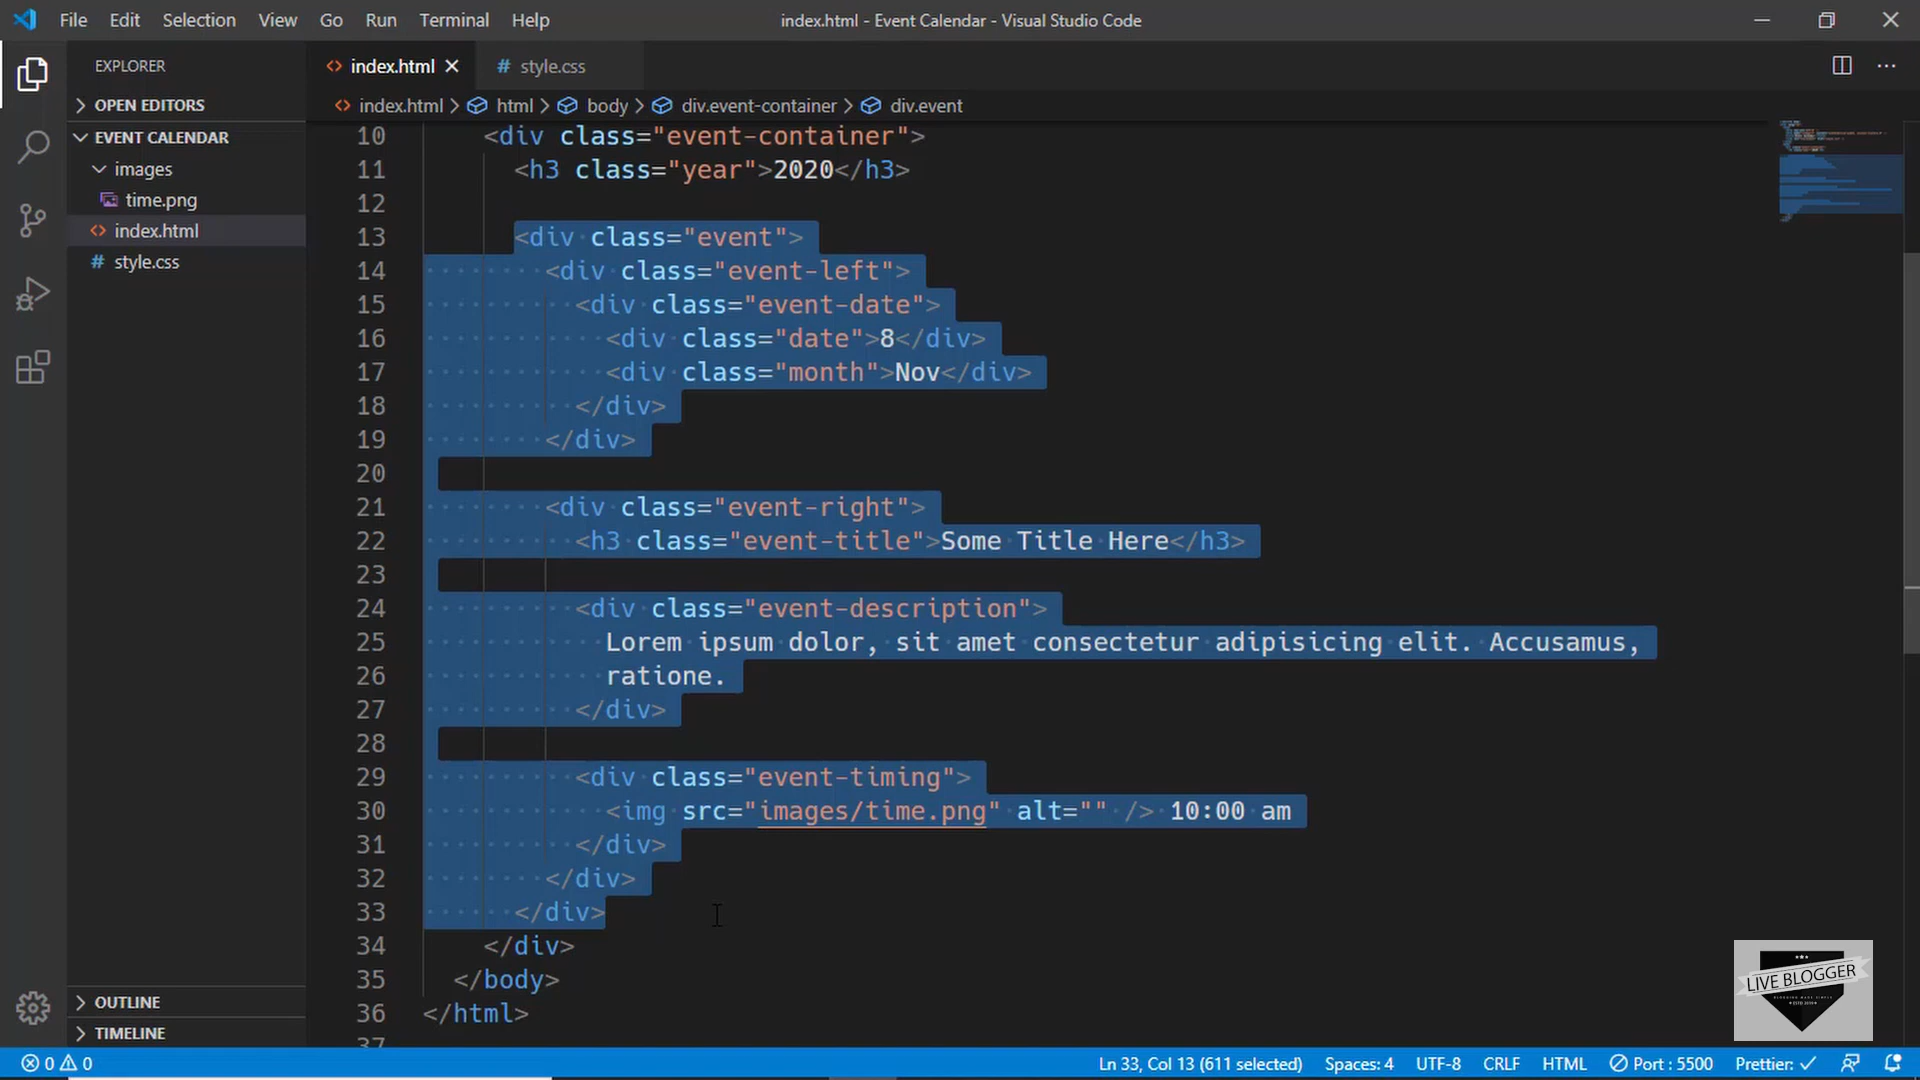 File Edit Selection View Go Run Terminal Help index.html - Event Calendar - Visual Studio Code
EXPLORER
OPEN EDITORS
EVENT CALENDAR
images
time.png
index.html
style.css
OUTLINE
TIMELINE
index.html style.css
index.html > html > body > div.event-container > div.event
10 <div class="event-container">
11 <h3 class="year">2020</h3>
12
13 <div class="event">
14 <div class="event-left">
15 <div class="event-date">
16 <div class="date">8</div>
17 <div class="month">Nov</div>
18 </div>
19 </div>
20
21 <div class="event-right">
22 <h3 class="event-title">Some Title Here</h3>
23
24 <div class="event-description">
25 Lorem ipsum dolor, sit amet consectetur adipisicing elit. Accusamus,
26 ratione.
27 </div>
28
29 <div class="event-timing">
30 <img src="images/time.png" alt="" /> 10:00 am
31 </div>
32 </div>
33 </div>
34 </div>
35 </body>
36 </html>
37
LIVE BLOGGER
0 0 Ln 33, Col 13 (611 selected) Spaces: 4 UTF-8 CRLF HTML Port : 5500 Prettier: ✓